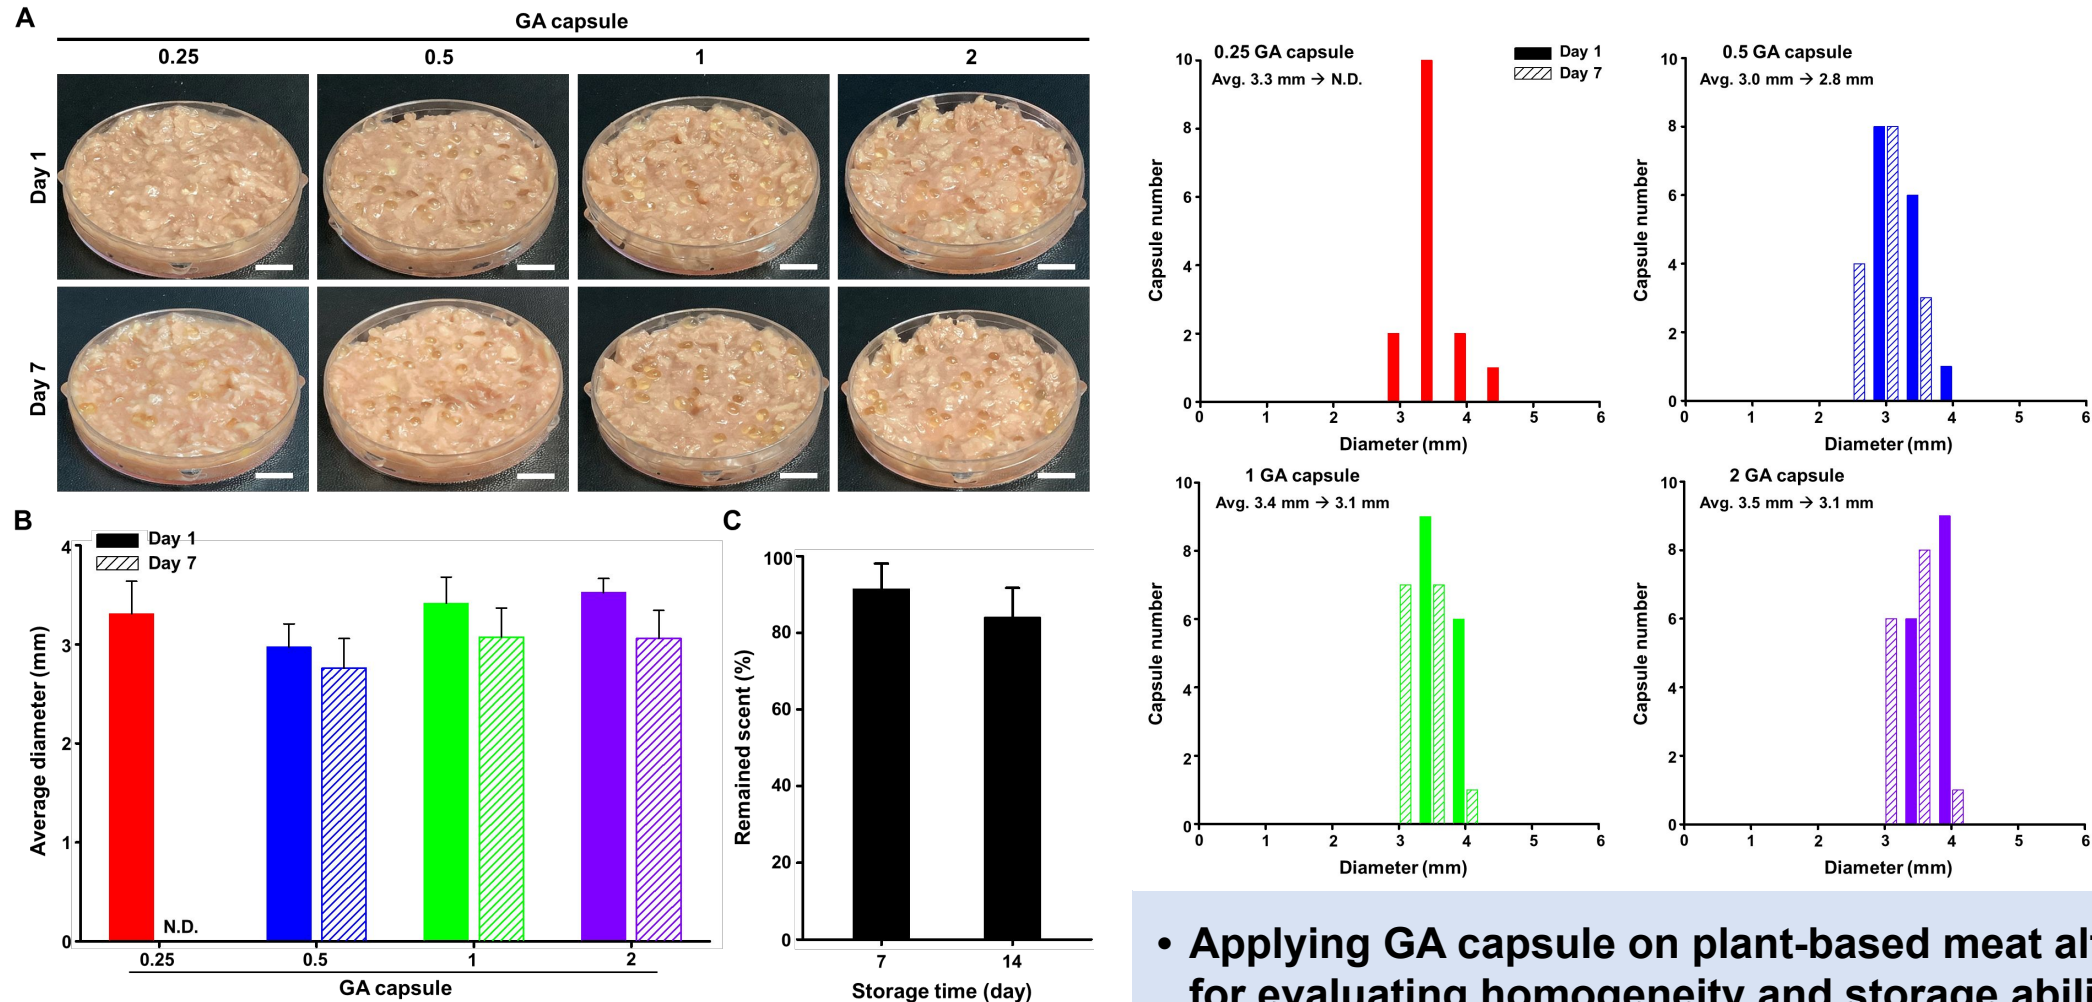 A
GA capsule
0.25 0.5 1 2
Day 1
Day 7
B
Day 1
Day 7
Average diameter (mm)
4
3
2
1
0
N.D.
0.25 0.5 1 2
GA capsule
C
Remained scent (%)
100
80
60
40
20
0
7 14
Storage time (day)
0.25 GA capsule
Avg. 3.3 mm → N.D.
Day 1
Day 7
Capsule number
10
8
6
4
2
0
0 1 2 3 4 5 6
Diameter (mm)
0.5 GA capsule
Avg. 3.0 mm → 2.8 mm
Capsule number
10
8
6
4
2
0
0 1 2 3 4 5 6
Diameter (mm)
1 GA capsule
Avg. 3.4 mm → 3.1 mm
Capsule number
10
8
6
4
2
0
0 1 2 3 4 5 6
Diameter (mm)
2 GA capsule
Avg. 3.5 mm → 3.1 mm
Capsule number
10
8
6
4
2
0
0 1 2 3 4 5 6
Diameter (mm)
• Applying GA capsule on plant-based meat
for evaluating homogeneity and storage